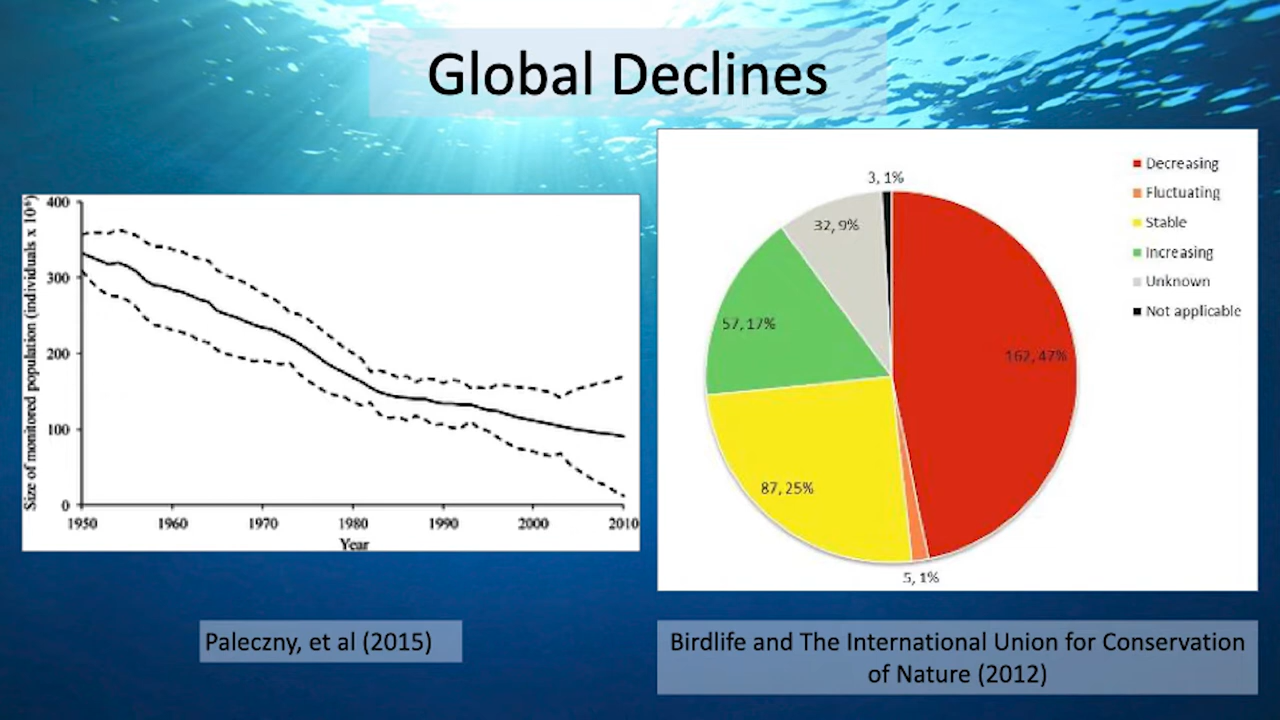 Global Declines
Size of monitored population (individuals x 10⁶)
400
300
200
100
0
1950 1960 1970 1980 1990 2000 2010
Year
3, 1%
32, 9%
57, 17%
162, 47%
87, 25%
5, 1%
Decreasing
Fluctuating
Stable
Increasing
Unknown
Not applicable
Paleczny, et al (2015)
Birdlife and The International Union for Conservation
of Nature (2012)